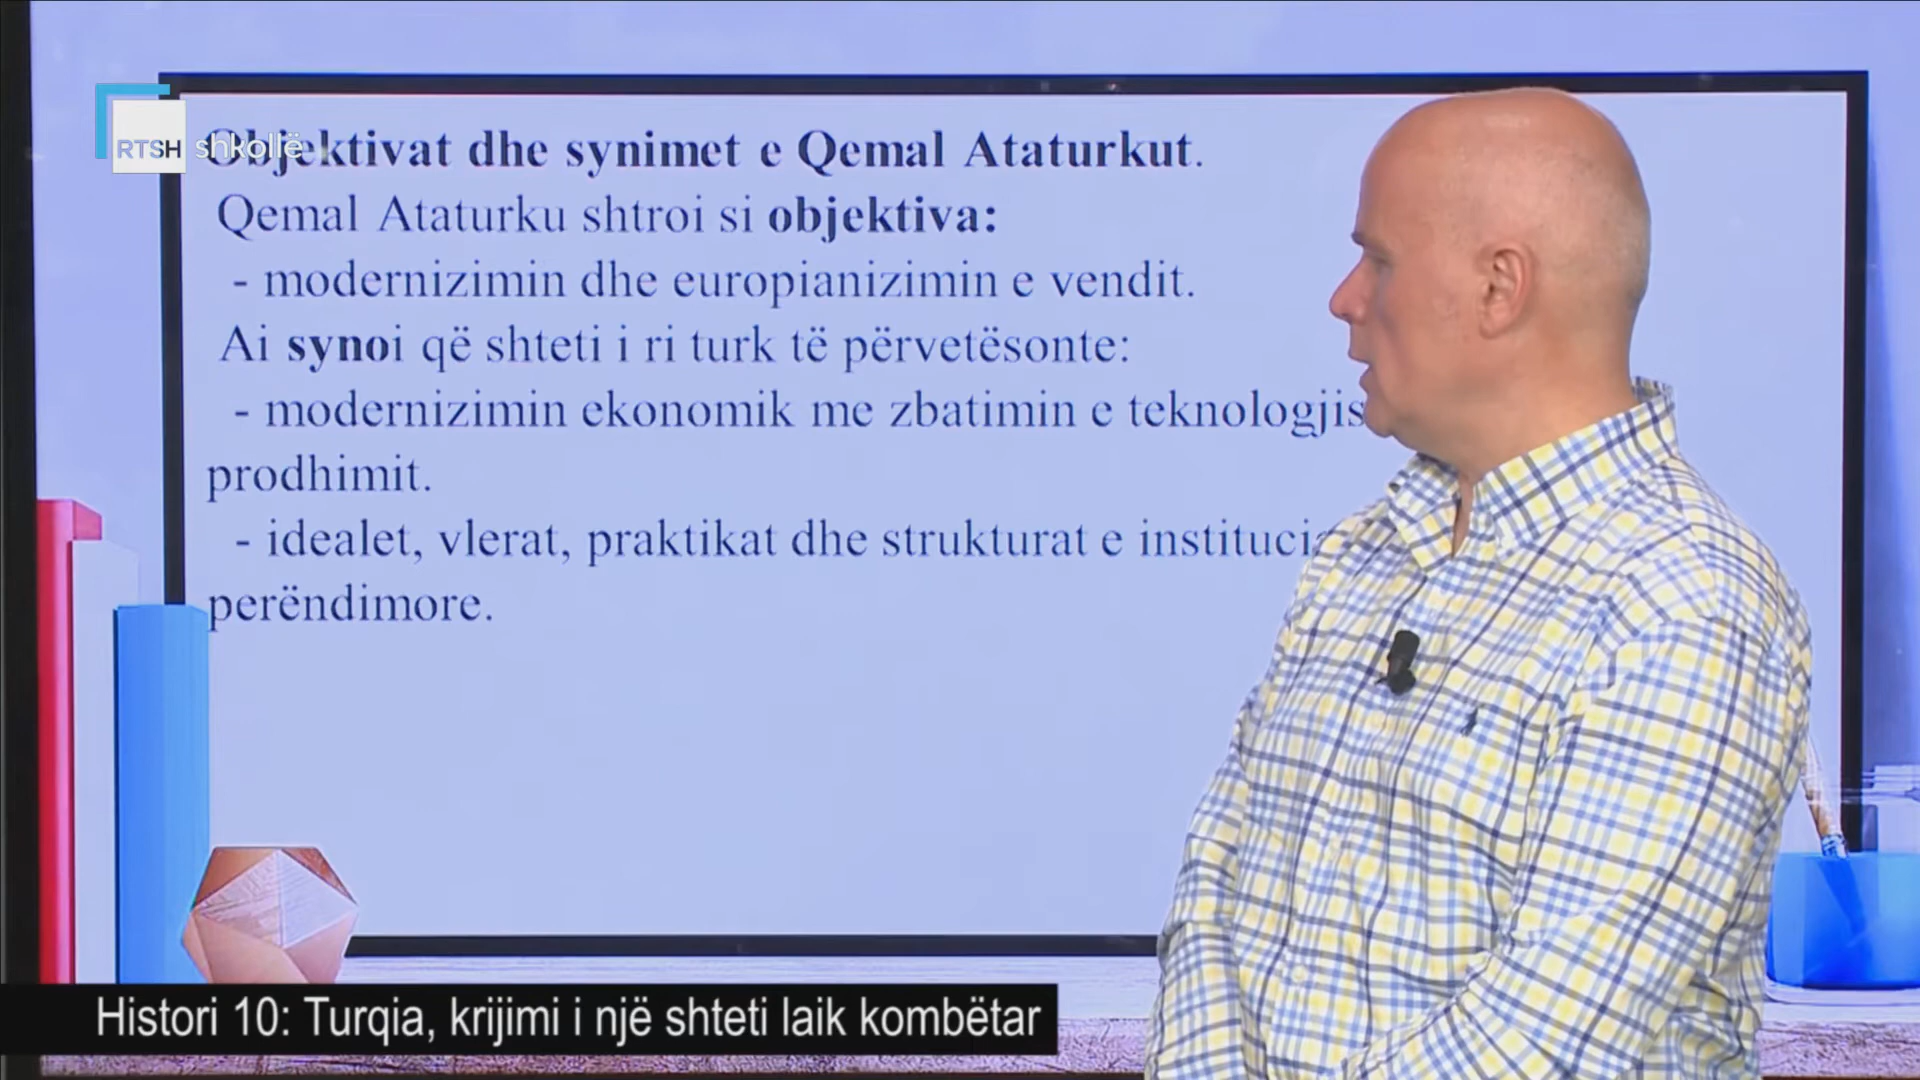 RTSH shkollë
Objektivat dhe synimet e Qemal Ataturkut.
Qemal Ataturku shtroi si objektiva:
- modernizimin dhe europianizimin e vendit.
Ai synoi që shteti i ri turk të përvetësonte:
- modernizimin ekonomik me zbatimin e
prodhimit.
- idealet, vlerat, praktikat dhe strukturat e
perëndimore.
Histori 10: Turqia, krijimi i një shteti laik kombëtar